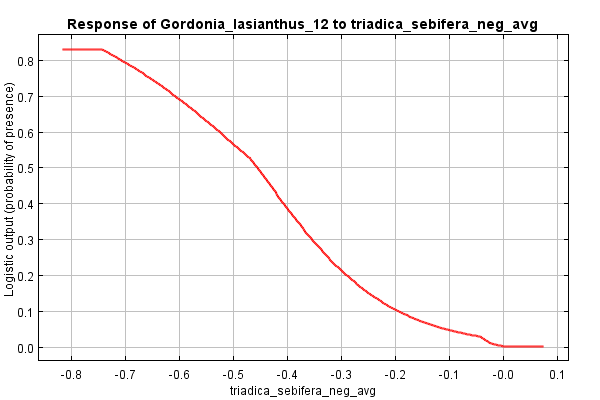 Response of Gordonia_lasianthus_12 to triadica_sebifera_neg_avg
Logistic output (probability of presence)
0.8
0.7
0.6
0.5
0.4
0.3
0.2
0.1
0.0
-0.8 -0.7 -0.6 -0.5 -0.4 -0.3 -0.2 -0.1 -0.0 0.1
triadica_sebifera_neg_avg